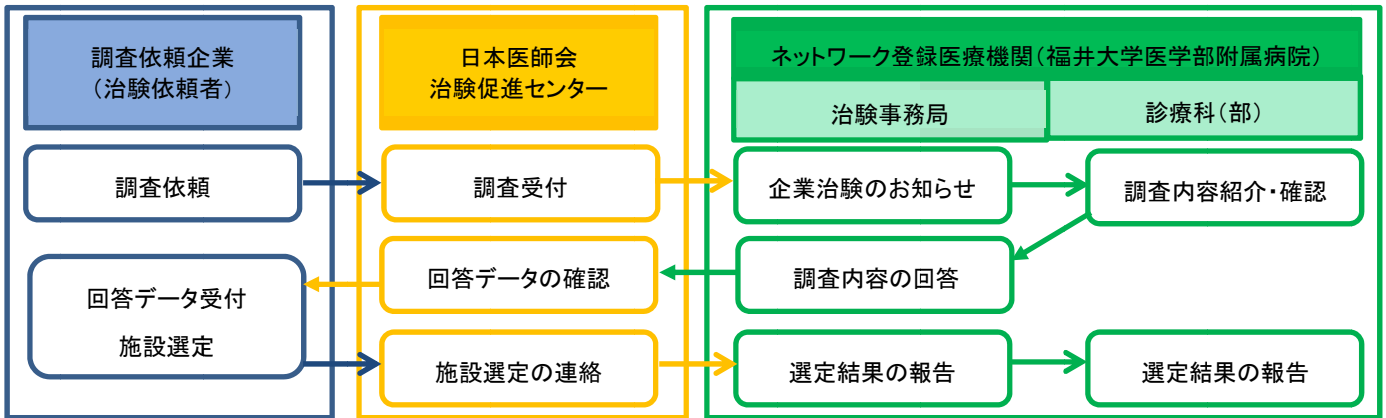 調査依頼企業
（治験依頼者）
日本医師会
治験促進センター
ネットワーク登録医療機関（福井大学医学部附属病院）
治験事務局
診療科（部）
調査依頼
調査受付
企業治験のお知らせ
調査内容紹介・確認
回答データ受付
施設選定
回答データの確認
調査内容の回答
施設選定の連絡
選定結果の報告
選定結果の報告